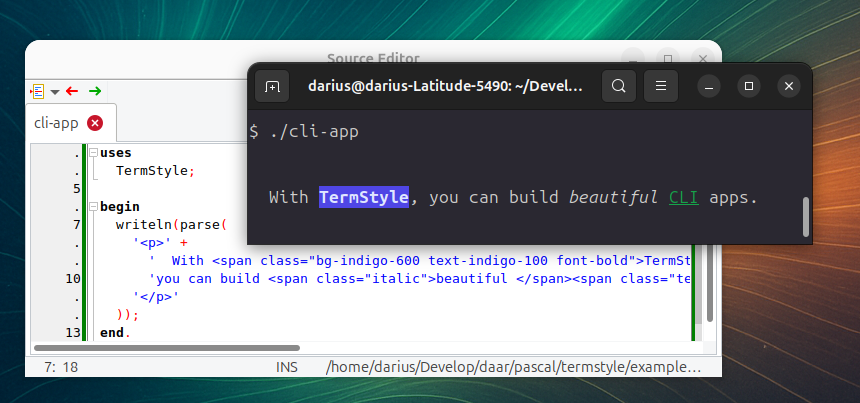 Source Editor
darius@darius-Latitude-5490: ~/Devel...
$ ./cli-app
With TermStyle, you can build beautiful CLI apps.
cli-app
. uses
. TermStyle;
5
. begin
7 writeln(parse(
. '<p>' +
. '  With <span class="bg-indigo-600 text-indigo-100 font-bold">TermSt
10 'you can build <span class="italic">beautiful </span><span class="te
. '</p>'
. ));
13 end.
7: 18 INS /home/darius/Develop/daar/pascal/termstyle/example...